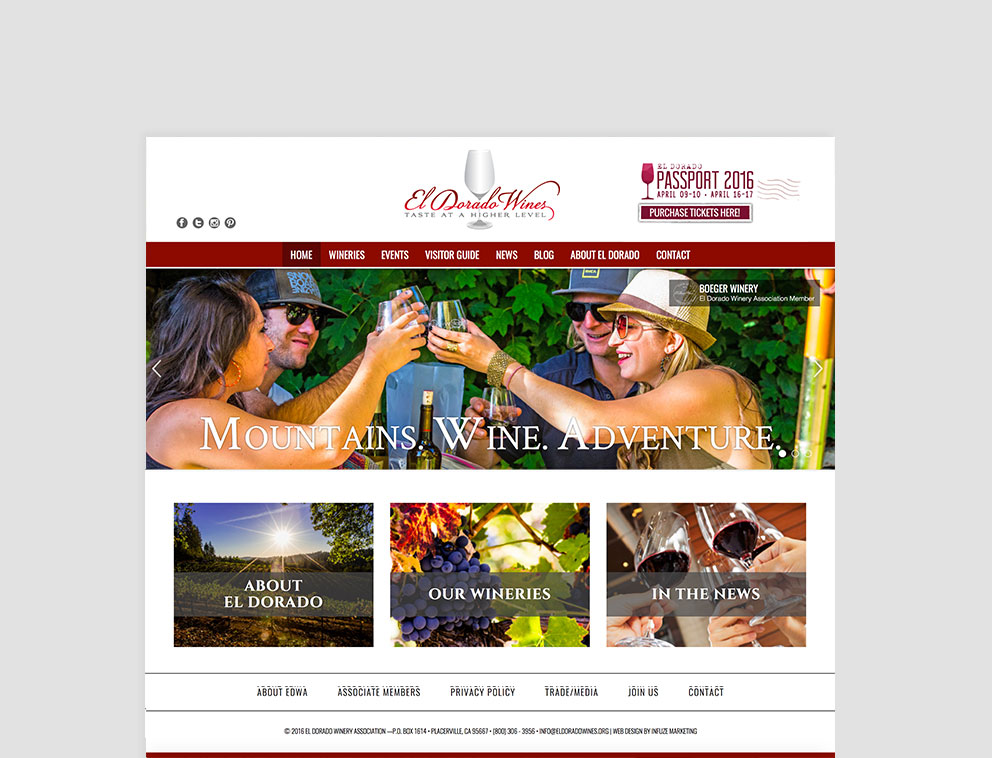 El Dorado Wines
TASTE AT A HIGHER LEVEL
EL DORADO
PASSPORT 2016
APRIL 09-10 • APRIL 16-17
PURCHASE TICKETS HERE!
HOME WINERIES EVENTS VISITOR GUIDE NEWS BLOG ABOUT EL DORADO CONTACT
BOEGER WINERY
El Dorado Winery Association Member
MOUNTAINS. WINE. ADVENTURE.
ABOUT
EL DORADO
OUR WINERIES
IN THE NEWS
ABOUT EDWA ASSOCIATE MEMBERS PRIVACY POLICY TRADE/MEDIA JOIN US CONTACT
© 2016 EL DORADO WINERY ASSOCIATION —P.O. BOX 1614 • PLACERVILLE, CA 95667 • (800) 306 - 3956 • INFO@ELDORADOWINES.ORG | WEB DESIGN BY INFUZE MARKETING